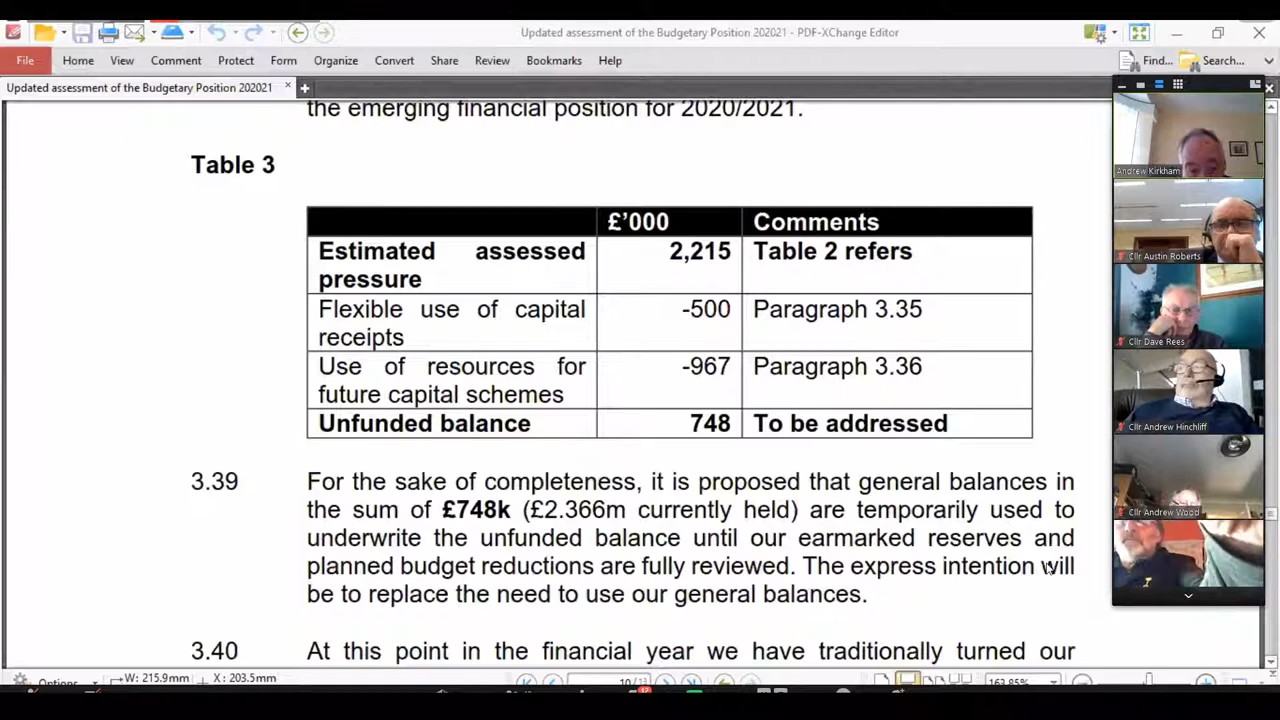 Updated assessment of the Budgetary Position 202021 - PDF-XChange Editor
File Home View Comment Protect Form Organize Convert Share Review Bookmarks Help
Find... Search...
Updated assessment of the Budgetary Position 202021
the emerging financial position for 2020/2021.
Table 3
£'000 Comments
Estimated assessed pressure 2,215 Table 2 refers
Flexible use of capital receipts -500 Paragraph 3.35
Use of resources for future capital schemes -967 Paragraph 3.36
Unfunded balance 748 To be addressed
3.39 For the sake of completeness, it is proposed that general balances in
the sum of £748k (£2.366m currently held) are temporarily used to
underwrite the unfunded balance until our earmarked reserves and
planned budget reductions are fully reviewed. The express intention will
be to replace the need to use our general balances.
3.40 At this point in the financial year we have traditionally turned our
Andrew Kirkham
Cllr Austin Roberts
Cllr Dave Rees
Cllr Andrew Hinchliff
Cllr Andrew Wood
Options
W: 215.9mm
X: 203.5mm
163.85%